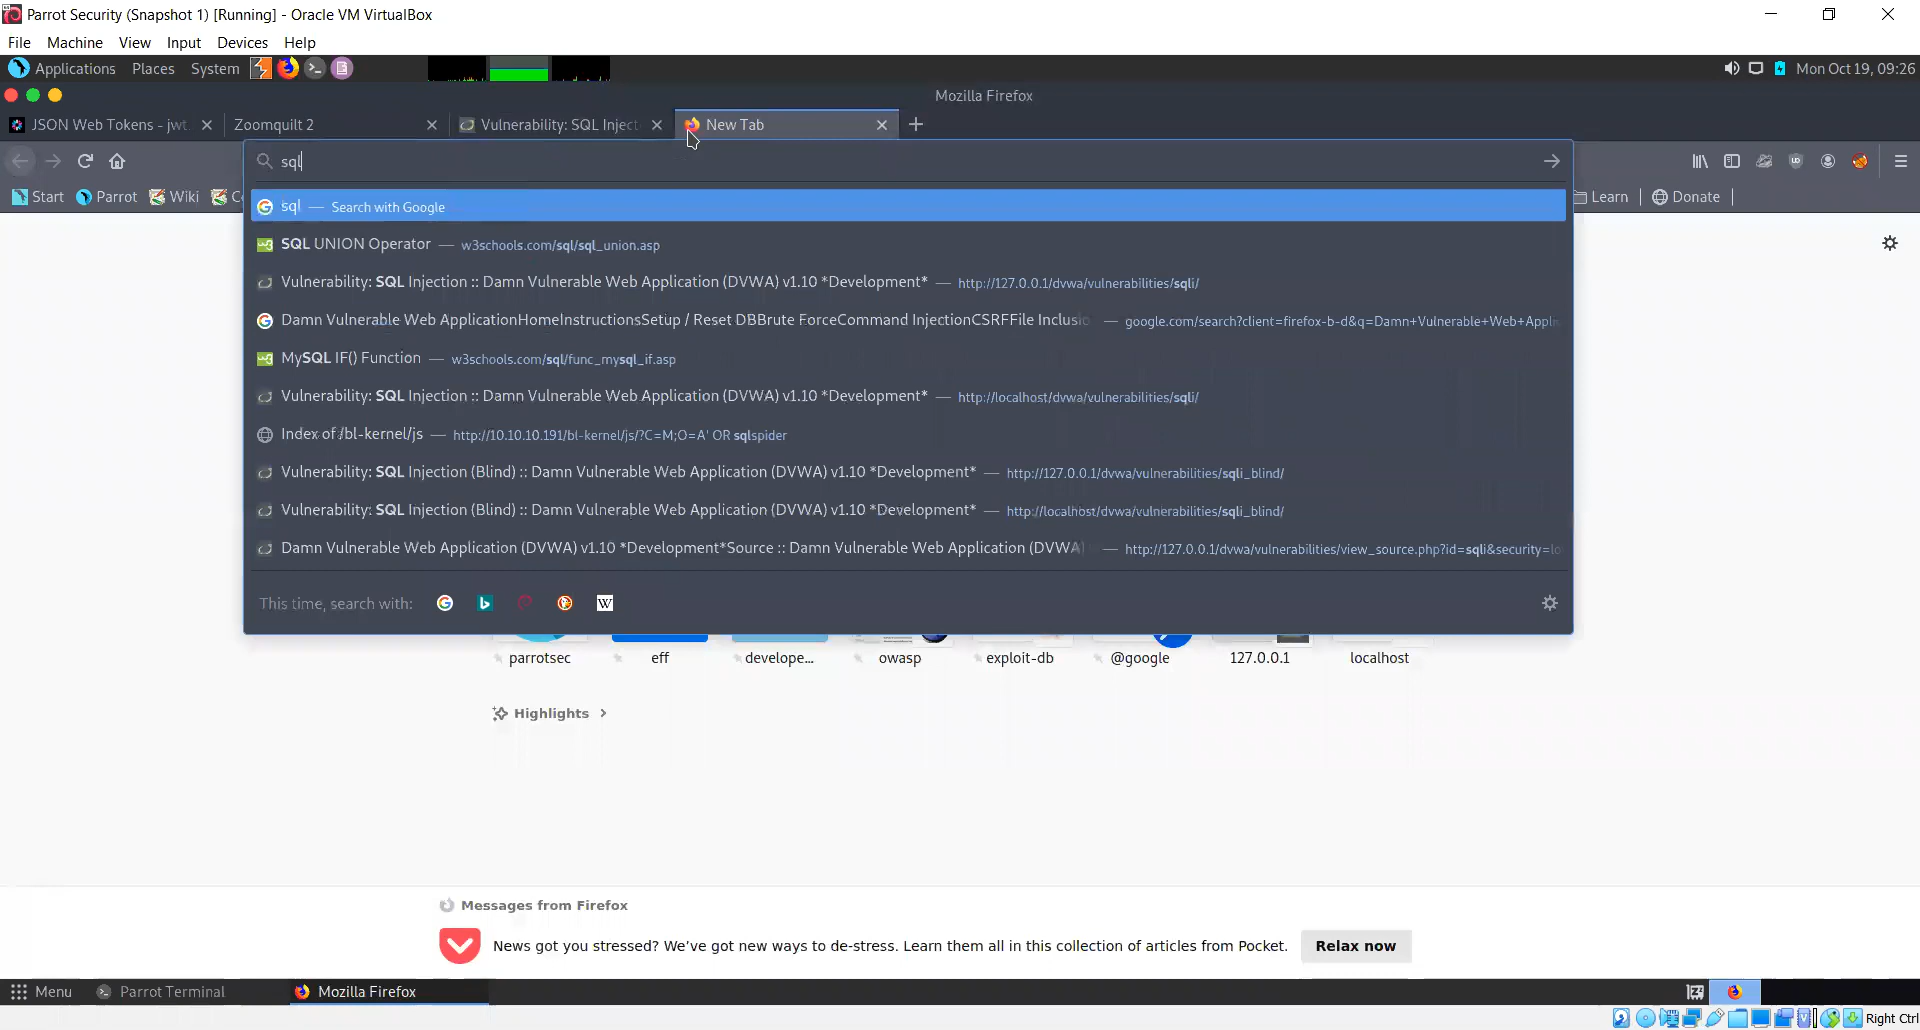 Parrot Security (Snapshot 1) [Running] - Oracle VM VirtualBox
File Machine View Input Devices Help
Applications Places System Mon Oct 19, 09:26
Mozilla Firefox
JSON Web Tokens - jwt. Zoomquilt 2 Vulnerability: SQL Inject New Tab
sql
Start Parrot Wiki Learn Donate
sql — Search with Google
SQL UNION Operator — w3schools.com/sql/sql_union.asp
Vulnerability: SQL Injection :: Damn Vulnerable Web Application (DVWA) v1.10 *Development* — http://127.0.0.1/dvwa/vulnerabilities/sqli/
Damn Vulnerable Web ApplicationHomeInstructionsSetup / Reset DBBrute ForceCommand InjectionCSRFFile Inclusio — google.com/search?client=firefox-b-d&q=Damn+Vulnerable+Web+Appli
MySQL IF() Function — w3schools.com/sql/func_mysql_if.asp
Vulnerability: SQL Injection :: Damn Vulnerable Web Application (DVWA) v1.10 *Development* — http://localhost/dvwa/vulnerabilities/sqli/
Index of /bl-kernel/js — http://10.10.10.191/bl-kernel/js/?C=M;O=A' OR sqlspider
Vulnerability: SQL Injection (Blind) :: Damn Vulnerable Web Application (DVWA) v1.10 *Development* — http://127.0.0.1/dvwa/vulnerabilities/sqli_blind/
Vulnerability: SQL Injection (Blind) :: Damn Vulnerable Web Application (DVWA) v1.10 *Development* — http://localhost/dvwa/vulnerabilities/sqli_blind/
Damn Vulnerable Web Application (DVWA) v1.10 *Development*Source :: Damn Vulnerable Web Application (DVWA) — http://127.0.0.1/dvwa/vulnerabilities/view_source.php?id=sqli&security=lo
This time, search with:
parrotsec eff develope... owasp exploit-db @google 127.0.0.1 localhost
Highlights
Messages from Firefox
News got you stressed? We've got new ways to de-stress. Learn them all in this collection of articles from Pocket. Relax now
Menu Parrot Terminal Mozilla Firefox
Right Ctrl